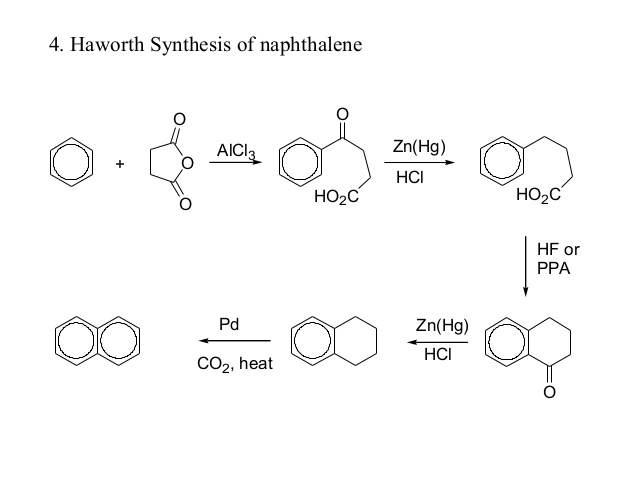 4. Haworth Synthesis of naphthalene
O
O
O
+
AlCl3
O
HO2C
Zn(Hg)
HCl
HO2C
HF or
PPA
Pd
CO2, heat
Zn(Hg)
HCl
O